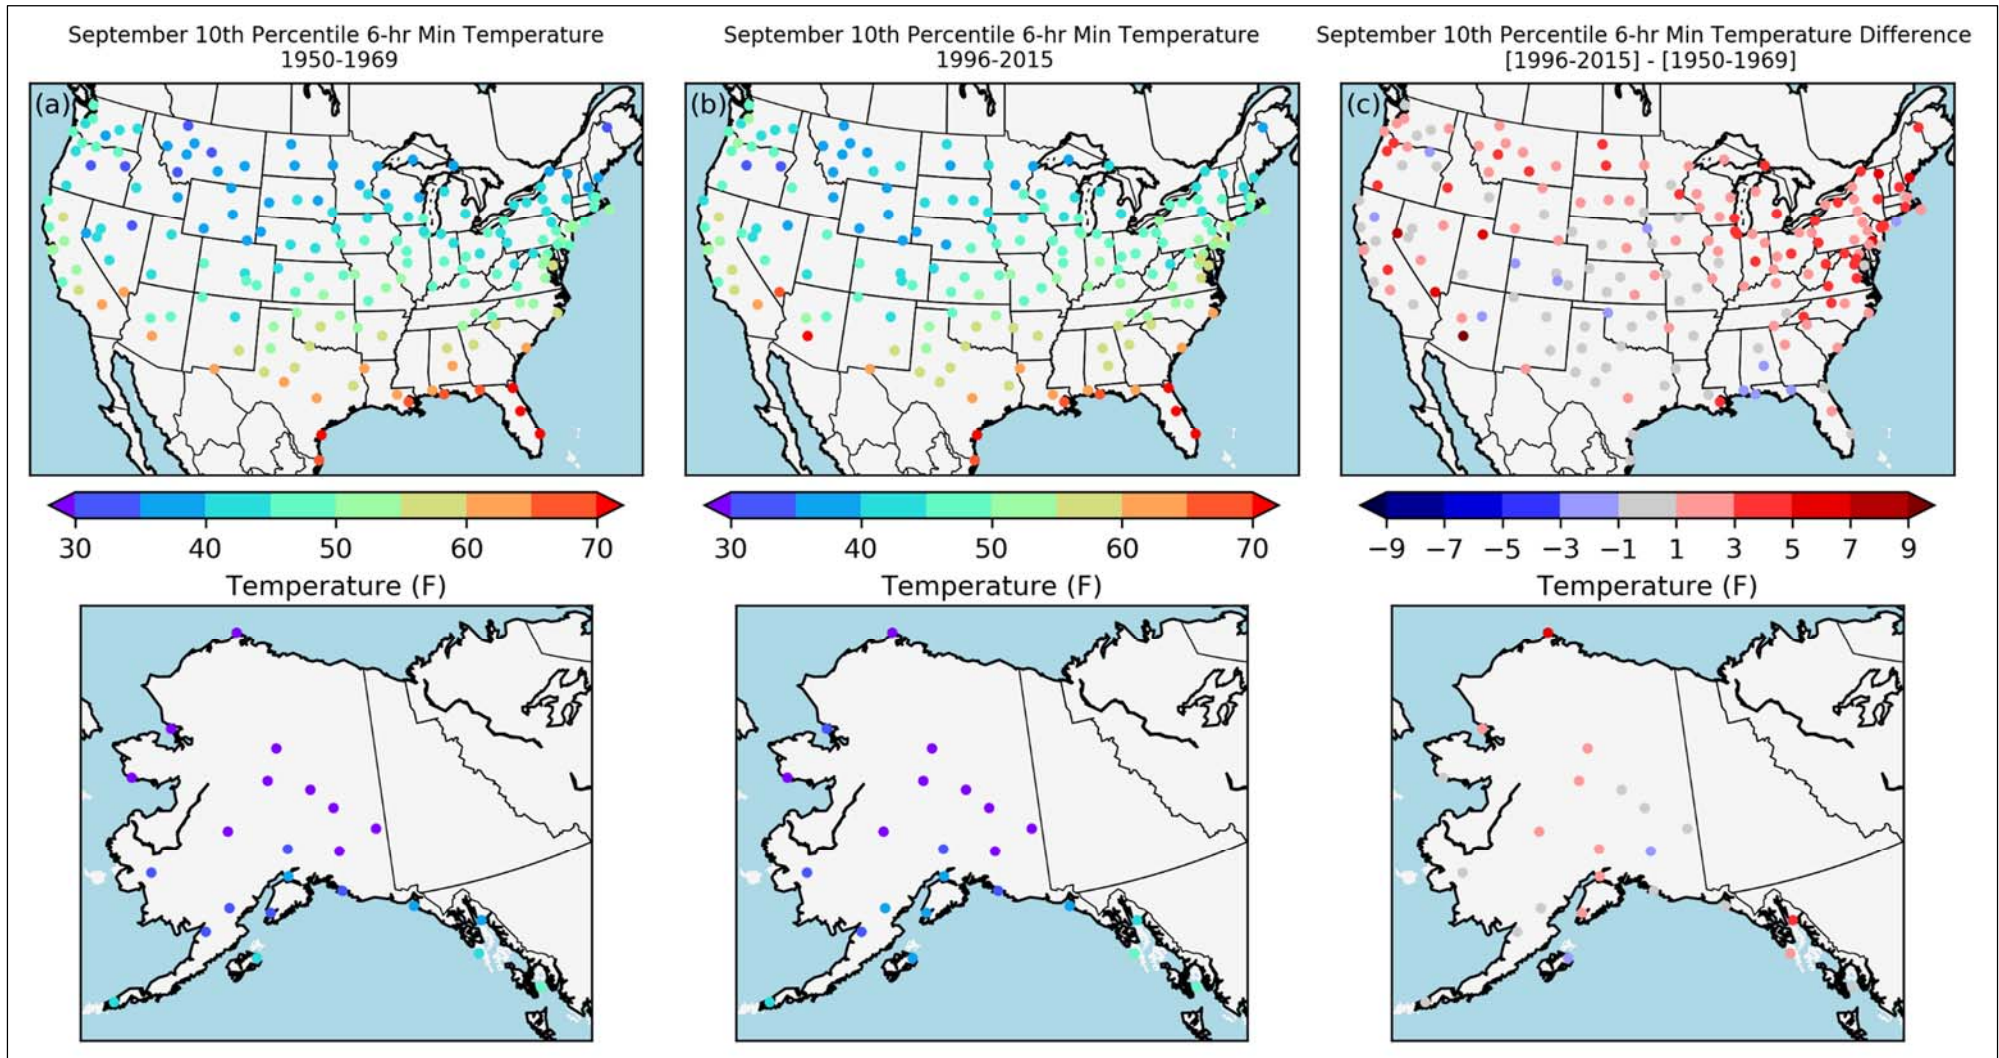 September 10th Percentile 6-hr Min Temperature
1950-1969
September 10th Percentile 6-hr Min Temperature
1996-2015
September 10th Percentile 6-hr Min Temperature Difference
[1996-2015] - [1950-1969]
(a)
(b)
(c)
30 40 50 60 70
Temperature (F)
30 40 50 60 70
Temperature (F)
−9 −7 −5 −3 −1 1 3 5 7 9
Temperature (F)